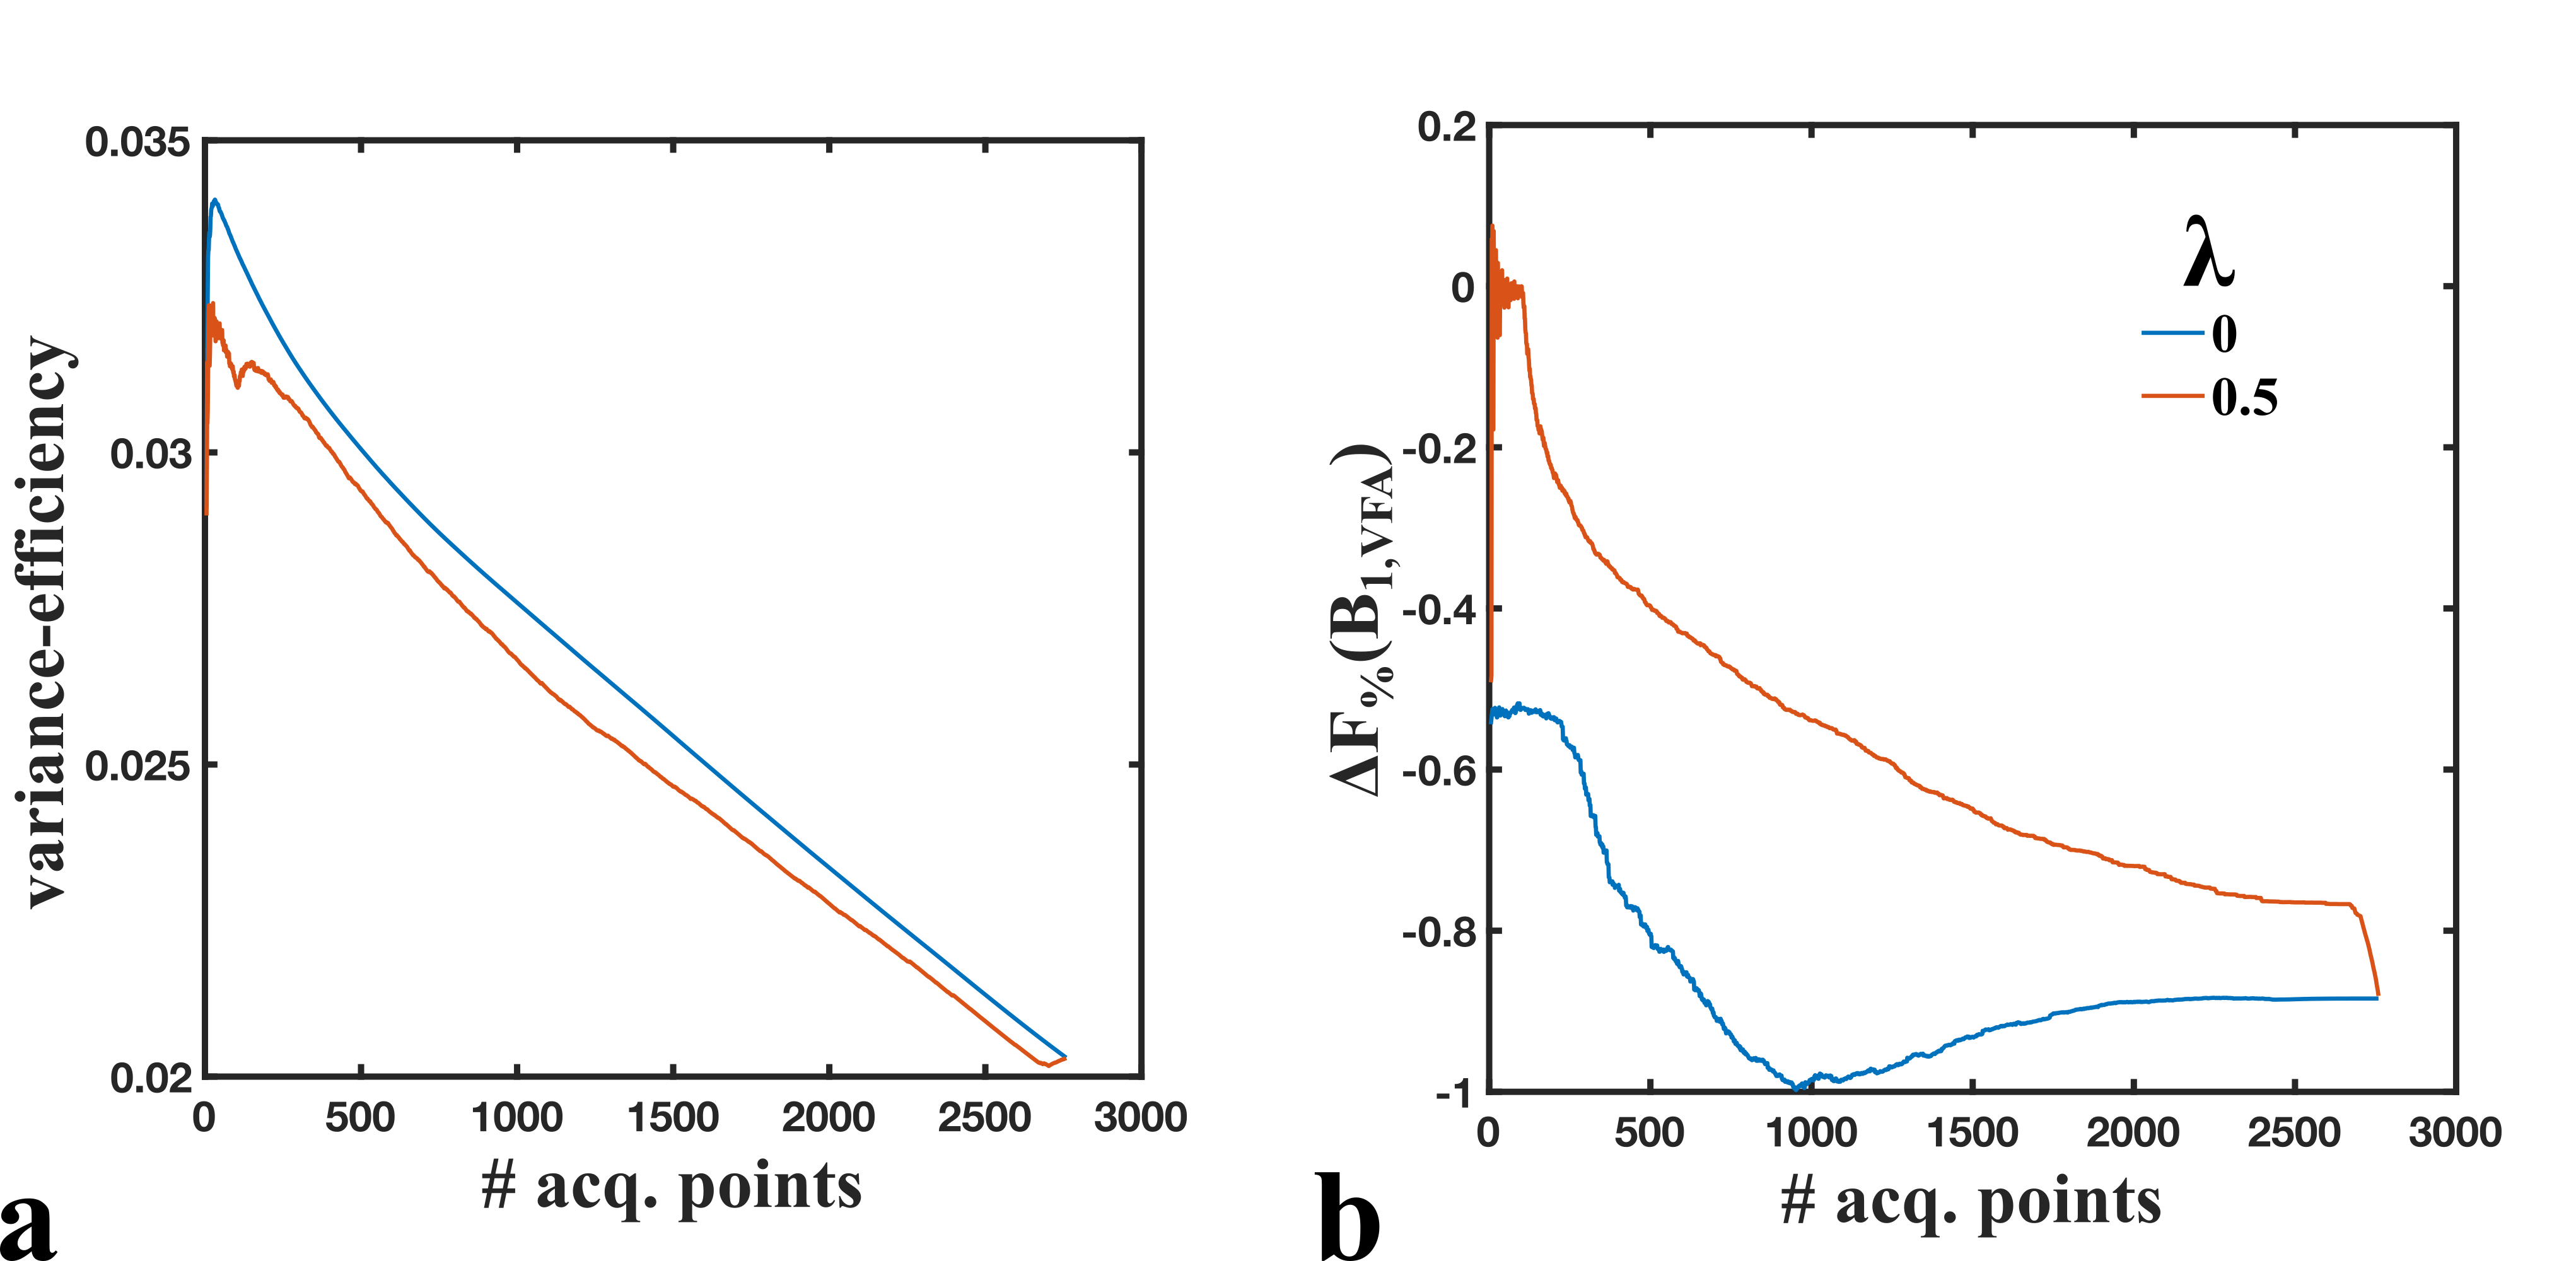 variance-efficiency
0.035
0.03
0.025
0.02
0 500 1000 1500 2000 2500 3000
# acq. points
a
ΔF%(B1,VFA)
0.2
0
-0.2
-0.4
-0.6
-0.8
-1
λ
0
0.5
0 500 1000 1500 2000 2500 3000
# acq. points
b